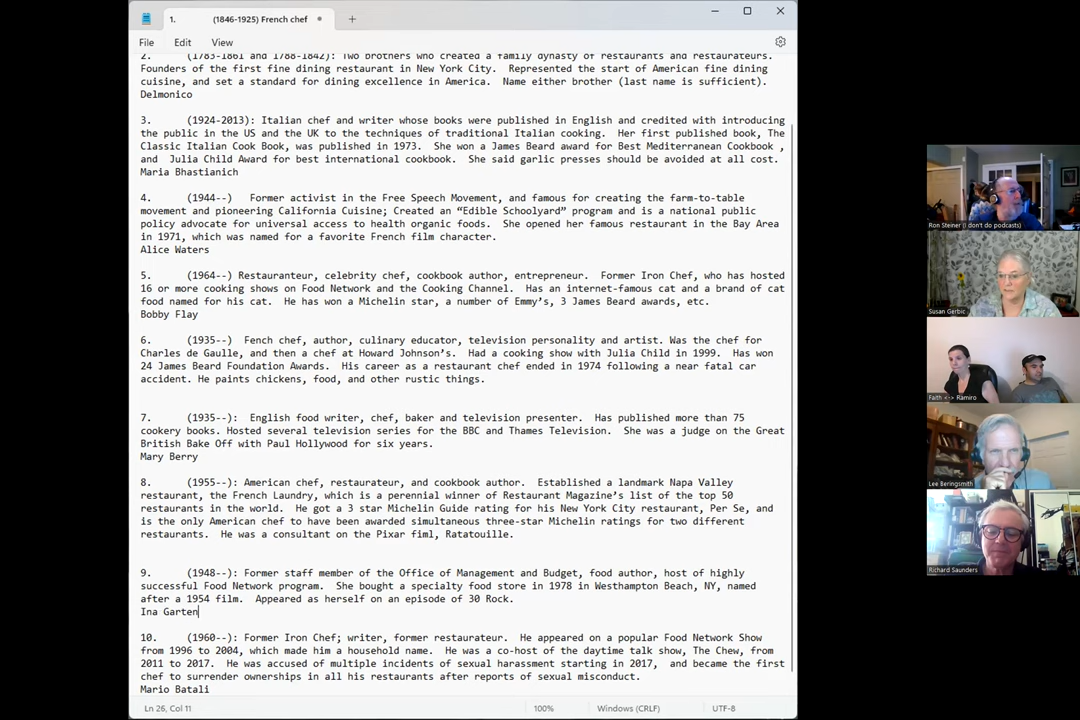 1.        (1846-1925) French chef
File Edit View
2.      (1783-1861 and 1788-1842): Two brothers who created a family dynasty of restaurants and restaurateurs.
Founders of the first fine dining restaurant in New York City.  Represented the start of American fine dining
cuisine, and set a standard for dining excellence in America.  Name either brother (last name is sufficient).
Delmonico
3.      (1924-2013): Italian chef and writer whose books were published in English and credited with introducing
the public in the US and the UK to the techniques of traditional Italian cooking.  Her first published book, The
Classic Italian Cook Book, was published in 1973.  She won a James Beard award for Best Mediterranean Cookbook ,
and  Julia Child Award for best international cookbook.  She said garlic presses should be avoided at all cost.
Maria Bhastianich
4.      (1944--)   Former activist in the Free Speech Movement, and famous for creating the farm-to-table
movement and pioneering California Cuisine; Created an “Edible Schoolyard” program and is a national public
policy advocate for universal access to health organic foods.  She opened her famous restaurant in the Bay Area
in 1971, which was named for a favorite French film character.
Alice Waters
5.      (1964--) Restauranteur, celebrity chef, cookbook author, entrepreneur.  Former Iron Chef, who has hosted
16 or more cooking shows on Food Network and the Cooking Channel.  Has an internet-famous cat and a brand of cat
food named for his cat.  He has won a Michelin star, a number of Emmy’s, 3 James Beard awards, etc.
Bobby Flay
6.      (1935--)  Fench chef, author, culinary educator, television personality and artist. Was the chef for
Charles de Gaulle, and then a chef at Howard Johnson’s.  Had a cooking show with Julia Child in 1999.  Has won
24 James Beard Foundation Awards.  His career as a restaurant chef ended in 1974 following a near fatal car
accident. He paints chickens, food, and other rustic things.
7.      (1935--):  English food writer, chef, baker and television presenter.  Has published more than 75
cookery books. Hosted several television series for the BBC and Thames Television.  She was a judge on the Great
British Bake Off with Paul Hollywood for six years.
Mary Berry
8.      (1955--): American chef, restaurateur, and cookbook author.  Established a landmark Napa Valley
restaurant, the French Laundry, which is a perennial winner of Restaurant Magazine’s list of the top 50
restaurants in the world.  He got a 3 star Michelin Guide rating for his New York City restaurant, Per Se, and
is the only American chef to have been awarded simultaneous three-star Michelin ratings for two different
restaurants.  He was a consultant on the Pixar fiml, Ratatouille.
9.      (1948--): Former staff member of the Office of Management and Budget, food author, host of highly
successful Food Network program.  She bought a specialty food store in 1978 in Westhampton Beach, NY, named
after a 1954 film.  Appeared as herself on an episode of 30 Rock.
Ina Garten
10.     (1960--): Former Iron Chef; writer, former restaurateur.  He appeared on a popular Food Network Show
from 1996 to 2004, which made him a household name.  He was a co-host of the daytime talk show, The Chew, from
2011 to 2017.  He was accused of multiple incidents of sexual harassment starting in 2017,  and became the first
chef to surrender ownerships in all his restaurants after reports of sexual misconduct.
Mario Batali
Ln 26, Col 11 100% Windows (CRLF) UTF-8
Ron Steiner (I don't do podcasts)
Susan Gerbic
Faith <-> Ramiro
Lee Beringsmith
Richard Saunders